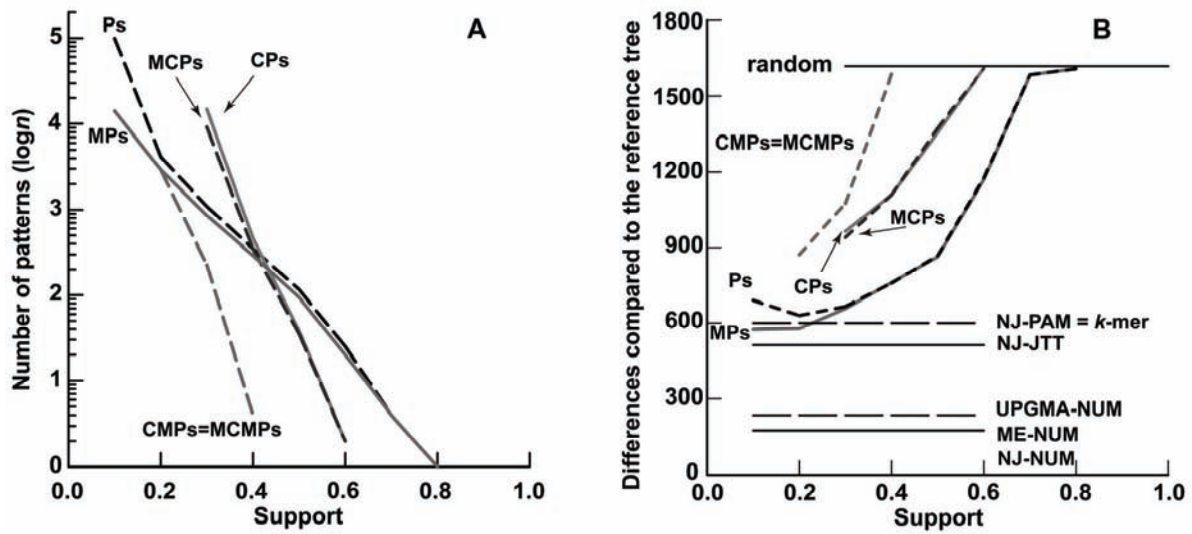 A
Number of patterns (logn)
5
4
3
2
1
0
Ps
MCPs
CPs
MPs
CMPs=MCMPs
0.0 0.2 0.4 0.6 0.8 1.0
Support
B
Differences compared to the reference tree
1800
1500
1200
900
600
300
0
random
CMPs=MCMPs
MCPs
CPs
Ps
MPs
NJ-PAM = k-mer
NJ-JTT
UPGMA-NUM
ME-NUM
NJ-NUM
0.0 0.2 0.4 0.6 0.8 1.0
Support